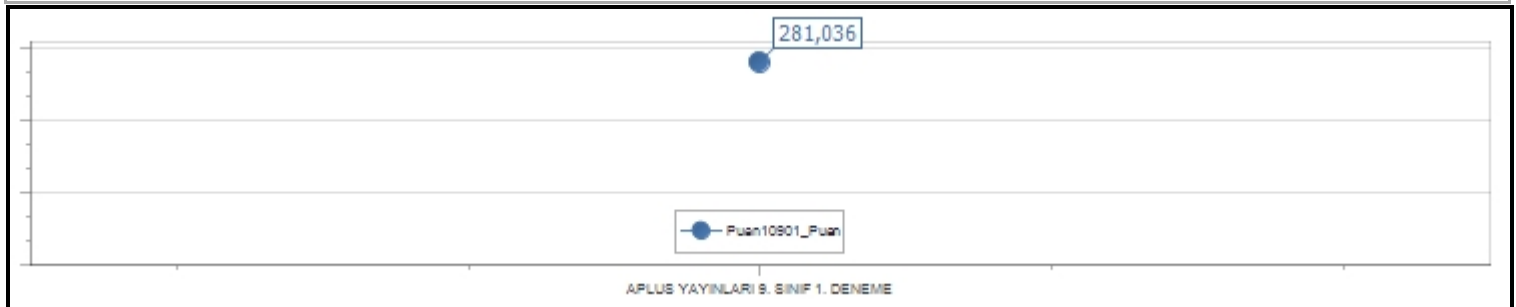 281,036
Puan10901_Puan
APLUS YAYINLARI 9. SINIF 1. DENEME